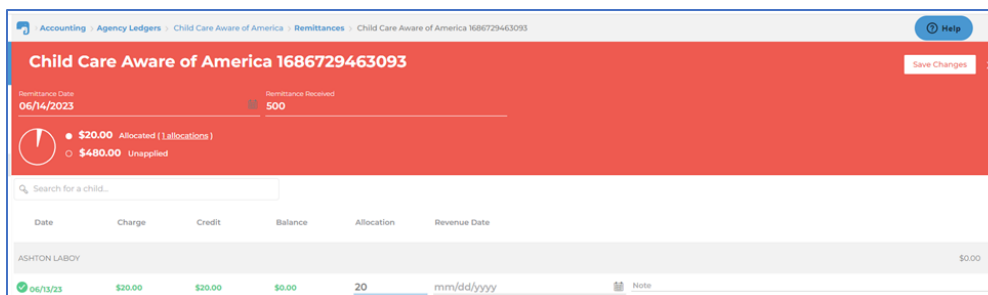 Accounting > Agency Ledgers > Child Care Aware of America > Remittances > Child Care Aware of America 1686729463093
Help
Child Care Aware of America 1686729463093
Save Changes
Remittance Date
Remittance Received
06/14/2023
500
$20.00 Allocated ( 1 allocations )
$480.00 Unapplied
Search for a child...
Date Charge Credit Balance Allocation Revenue Date
ASHTON LABOY $0.00
06/13/23 $20.00 $20.00 $0.00 20 mm/dd/yyyy Note